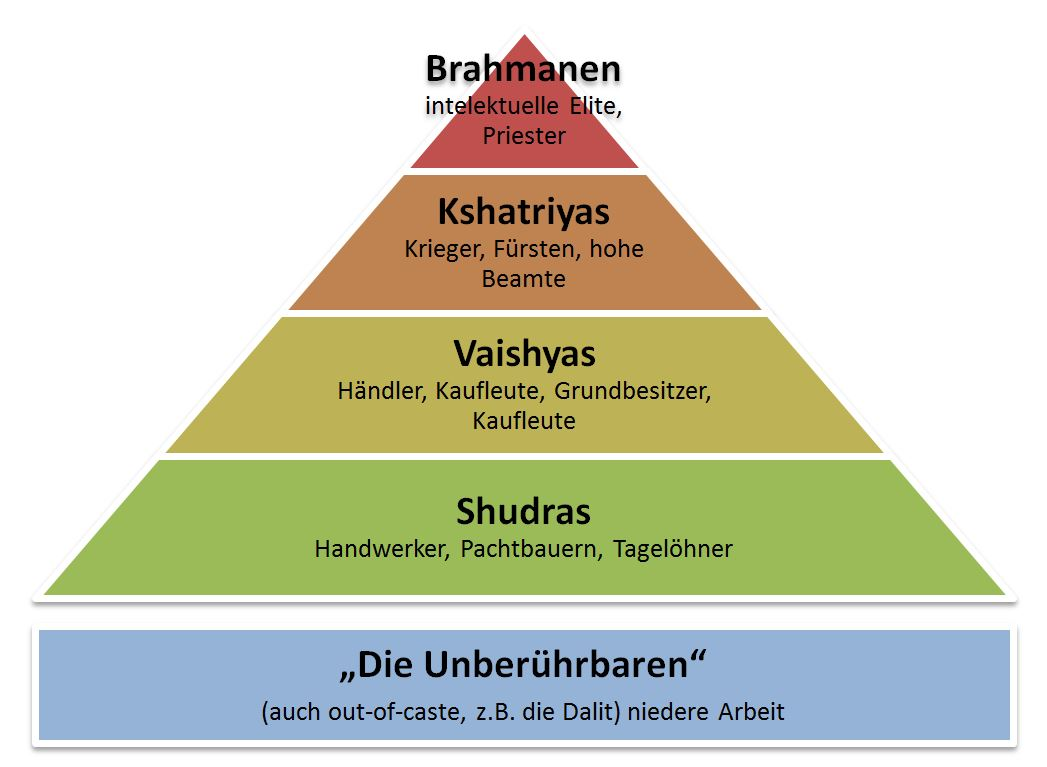 Brahmanen
intelektuelle Elite,
Priester
Kshatriyas
Krieger, Fürsten, hohe
Beamte
Vaishyas
Händler, Kaufleute, Grundbesitzer,
Kaufleute
Shudras
Handwerker, Pachtbauern, Tagelöhner
„Die Unberührbaren“
(auch out-of-caste, z.B. die Dalit) niedere Arbeit